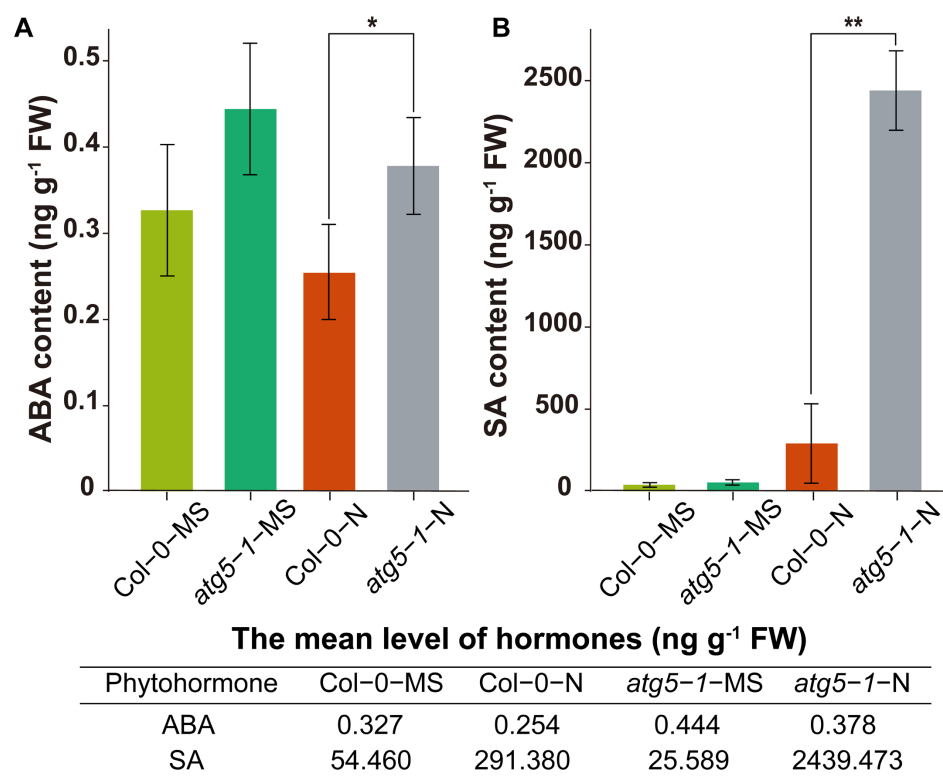 A
ABA content (ng g⁻¹ FW)
0.5
0.4
0.3
0.2
0.1
0
*
Col−0−MS
atg5−1−MS
Col−0−N
atg5−1−N
B
SA content (ng g⁻¹ FW)
2500
2000
1500
1000
500
0
**
Col−0−MS
atg5−1−MS
Col−0−N
atg5−1−N
The mean level of hormones (ng g⁻¹ FW)
Phytohormone Col−0−MS Col−0−N atg5−1−MS atg5−1−N
ABA 0.327 0.254 0.444 0.378
SA 54.460 291.380 25.589 2439.473